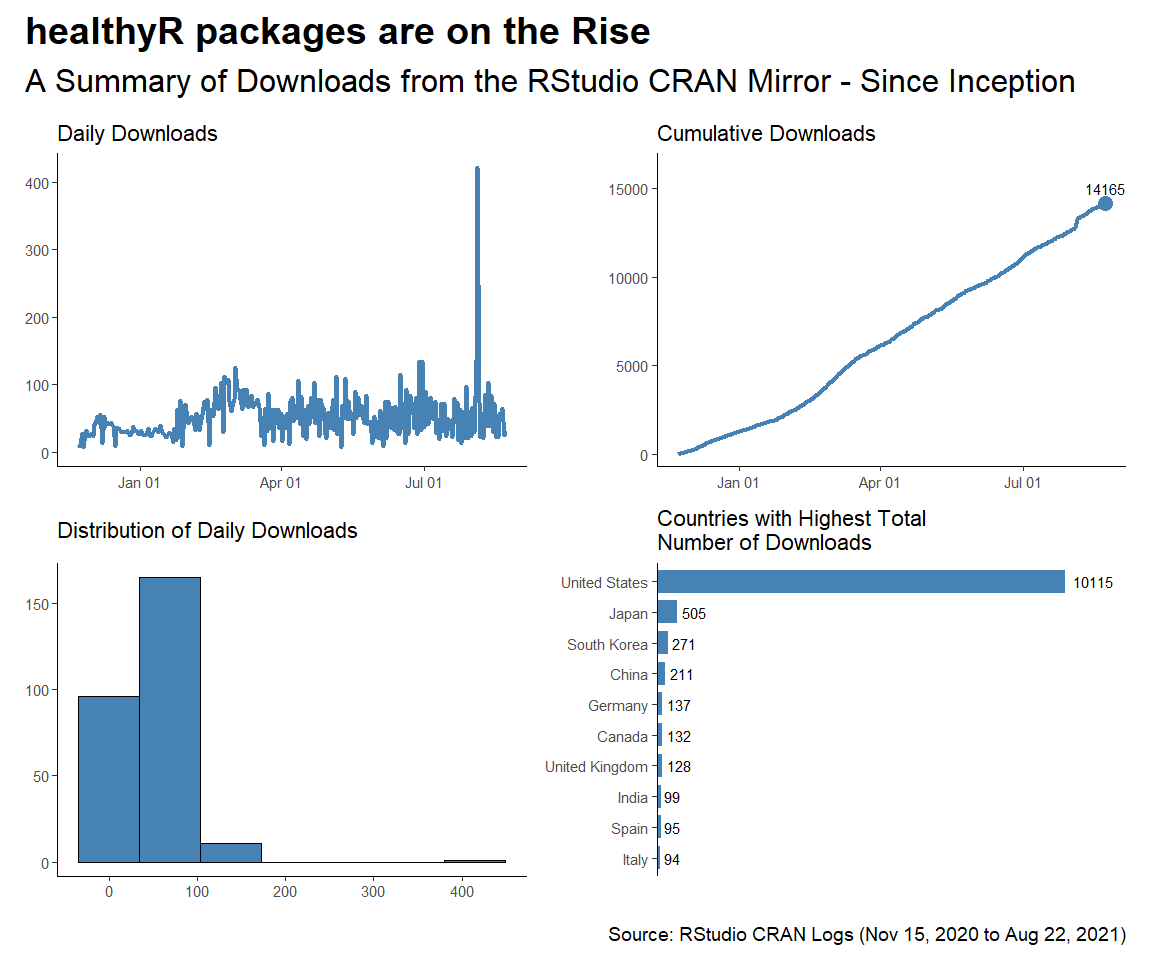 healthyR packages are on the Rise
A Summary of Downloads from the RStudio CRAN Mirror - Since Inception
Daily Downloads
400
300
200
100
0
Jan 01 Apr 01 Jul 01
Cumulative Downloads
15000
10000
5000
0
14165
Jan 01 Apr 01 Jul 01
Distribution of Daily Downloads
150
100
50
0
0 100 200 300 400
Countries with Highest Total
Number of Downloads
United States 10115
Japan 505
South Korea 271
China 211
Germany 137
Canada 132
United Kingdom 128
India 99
Spain 95
Italy 94
Source: RStudio CRAN Logs (Nov 15, 2020 to Aug 22, 2021)